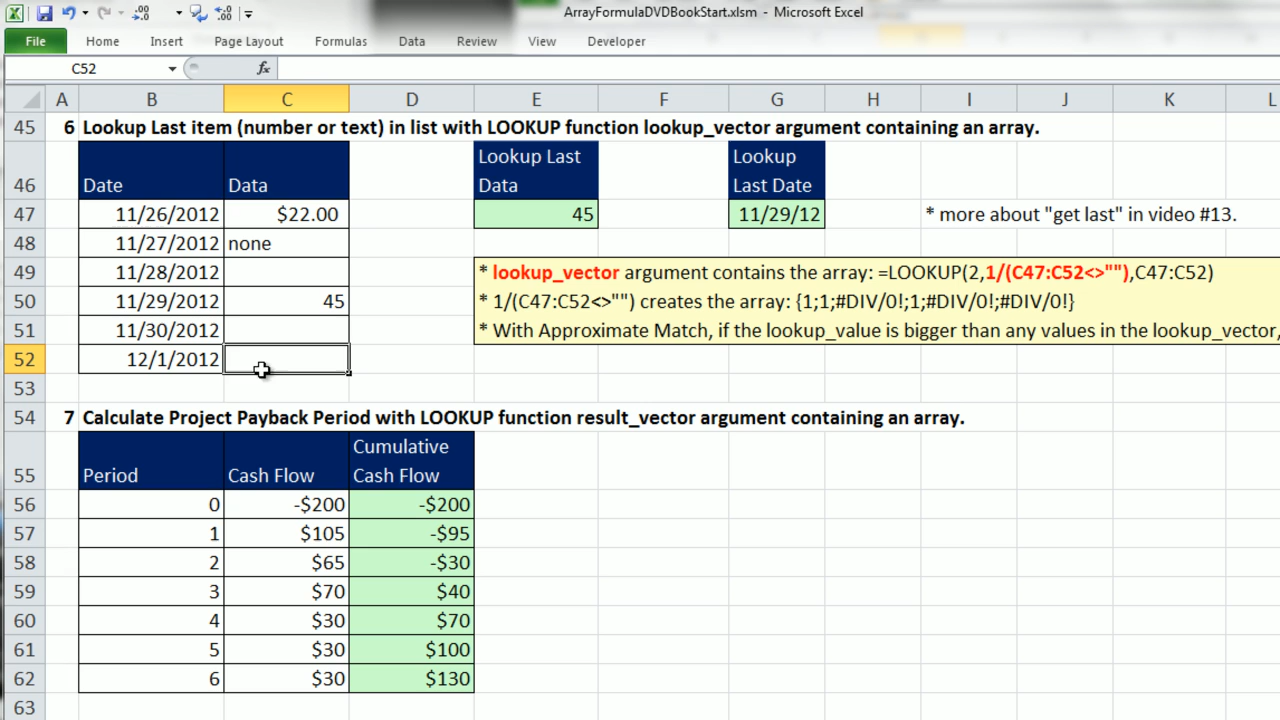 ArrayFormulaDVDBookStart.xlsm - Microsoft Excel
File Home Insert Page Layout Formulas Data Review View Developer
C52 fx
A B C D E F G H I J K L
45 6 Lookup Last item (number or text) in list with LOOKUP function lookup_vector argument containing an array.
Lookup Last Lookup
46 Date Data Data Last Date
47 11/26/2012 $22.00 45 11/29/12 * more about "get last" in video #13.
48 11/27/2012 none
49 11/28/2012 * lookup_vector argument contains the array: =LOOKUP(2,1/(C47:C52<>""),C47:C52)
50 11/29/2012 45 * 1/(C47:C52<>"") creates the array: {1;1;#DIV/0!;1;#DIV/0!;#DIV/0!}
51 11/30/2012 * With Approximate Match, if the lookup_value is bigger than any values in the lookup_vector,
52 12/1/2012
53
54 7 Calculate Project Payback Period with LOOKUP function result_vector argument containing an array.
Cumulative
55 Period Cash Flow Cash Flow
56 0 -$200 -$200
57 1 $105 -$95
58 2 $65 -$30
59 3 $70 $40
60 4 $30 $70
61 5 $30 $100
62 6 $30 $130
63